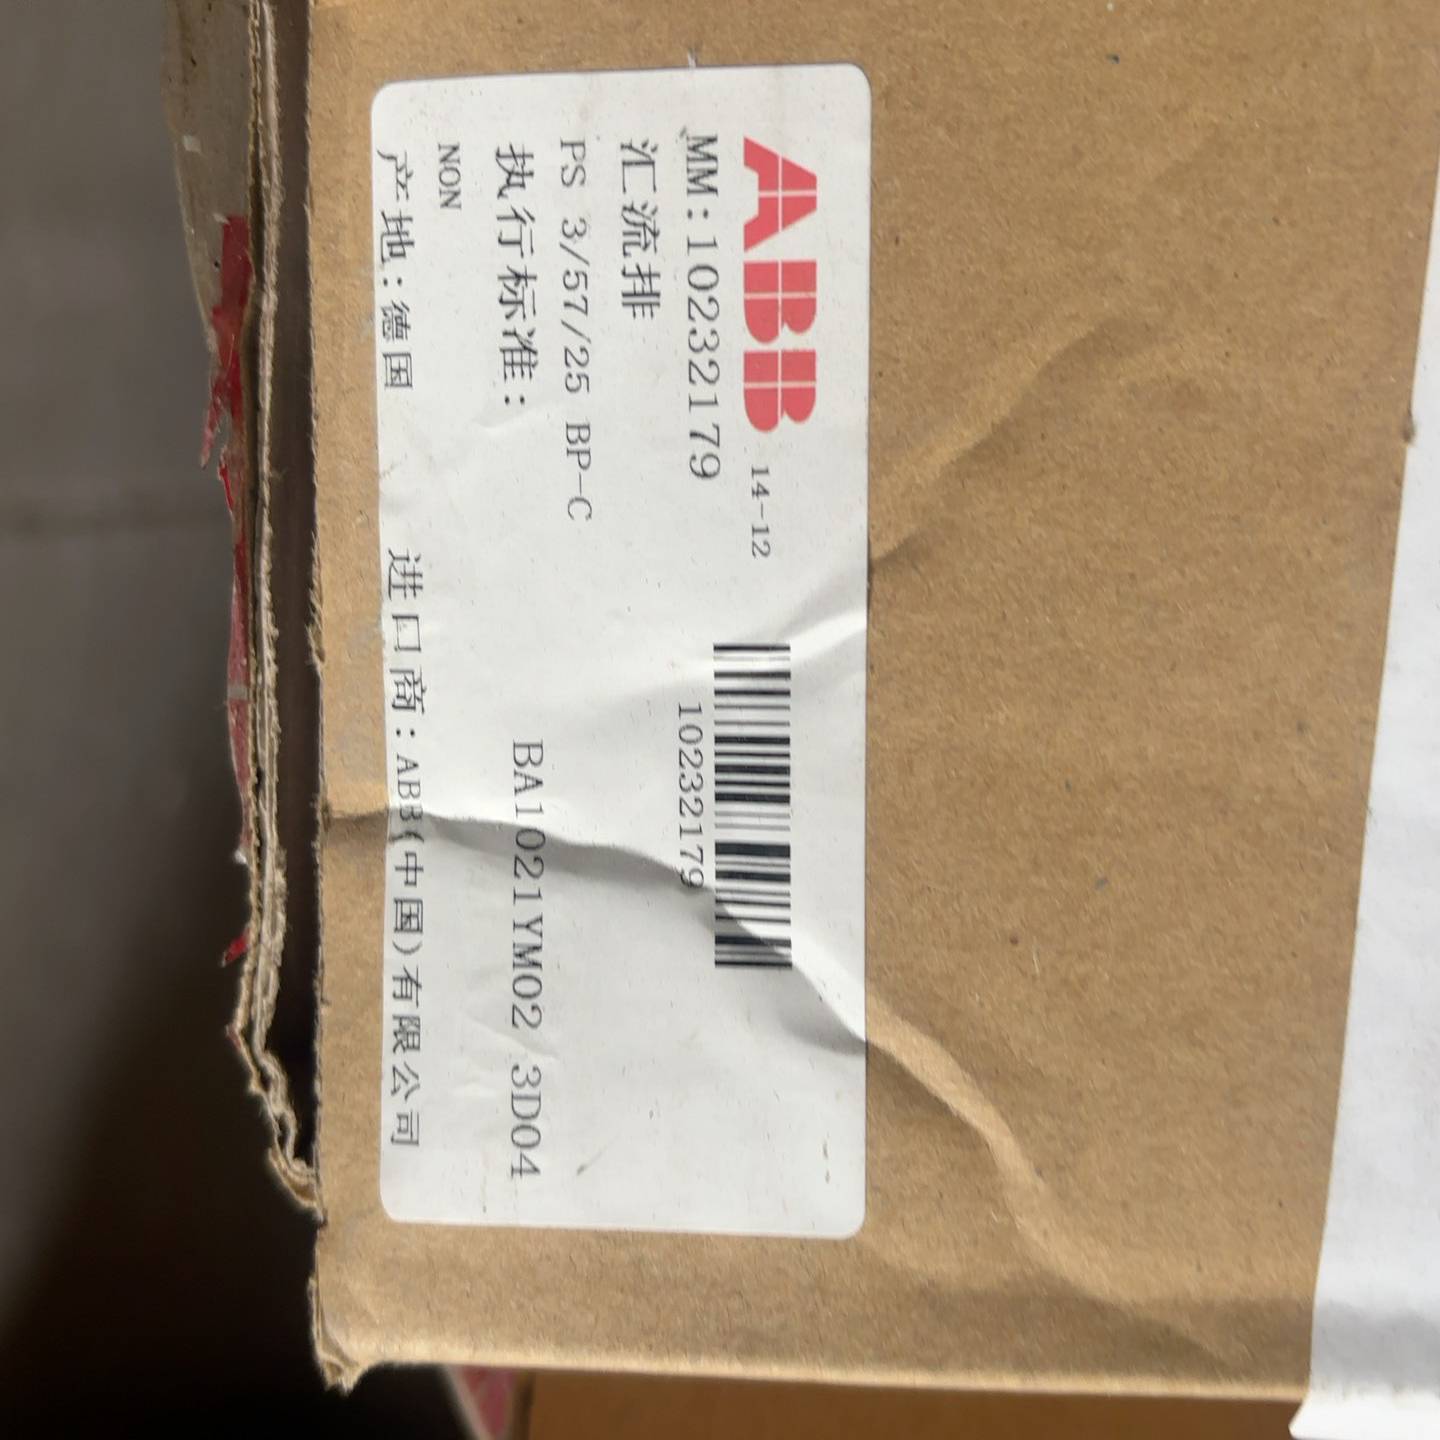 ABB 14-12
MM:10232179
10232179
汇流排
PS 3/57/25 BP-C
执行标准:
BA1021YM02 3D04
NON
产地:德国 进口商:ABB(中国)有限公司